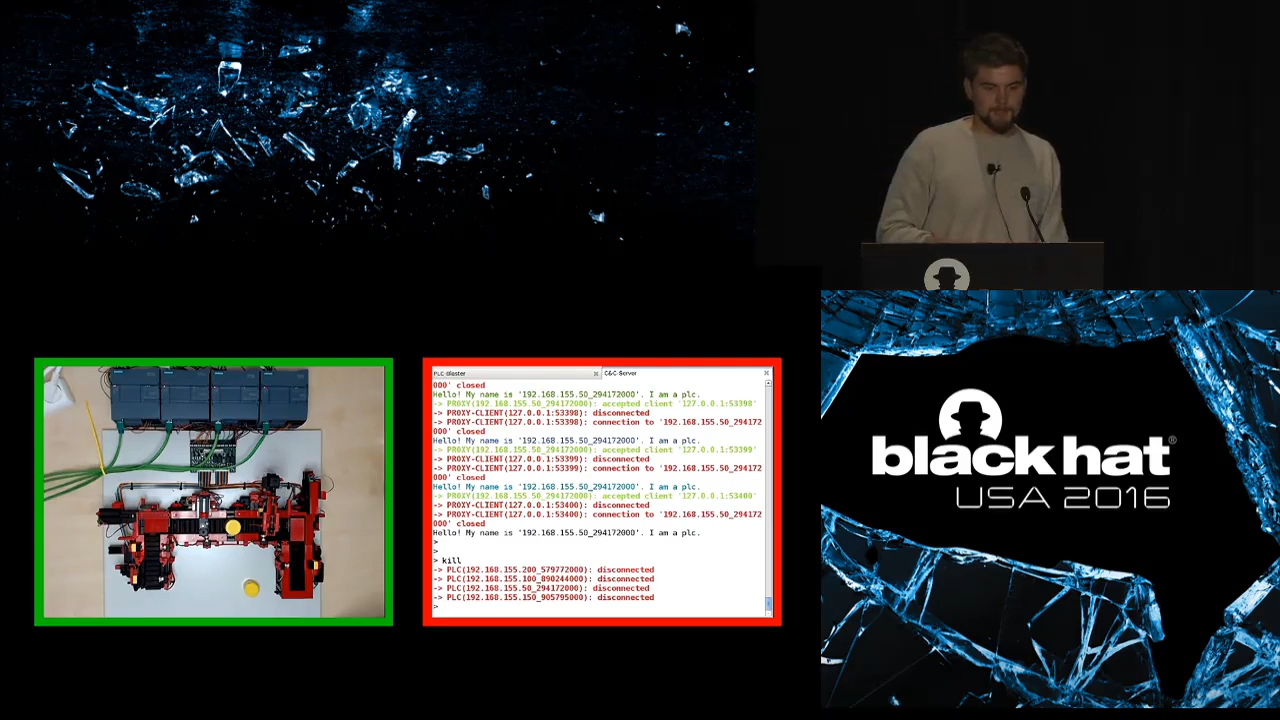 PLC Blaster
C&C-Server
000' closed
Hello! My name is '192.168.155.50_294172000'. I am a plc.
-> PROXY(192.168.155.50_294172000): accepted client '127.0.0.1:53398'
-> PROXY-CLIENT(127.0.0.1:53398): disconnected
-> PROXY-CLIENT(127.0.0.1:53398): connection to '192.168.155.50_294172
000' closed
Hello! My name is '192.168.155.50_294172000'. I am a plc.
-> PROXY(192.168.155.50_294172000): accepted client '127.0.0.1:53399'
-> PROXY-CLIENT(127.0.0.1:53399): disconnected
-> PROXY-CLIENT(127.0.0.1:53399): connection to '192.168.155.50_294172
000' closed
Hello! My name is '192.168.155.50_294172000'. I am a plc.
-> PROXY(192.168.155.50_294172000): accepted client '127.0.0.1:53400'
-> PROXY-CLIENT(127.0.0.1:53400): disconnected
-> PROXY-CLIENT(127.0.0.1:53400): connection to '192.168.155.50_294172
000' closed
Hello! My name is '192.168.155.50_294172000'. I am a plc.
>
>
> kill
-> PLC(192.168.155.200_579772000): disconnected
-> PLC(192.168.155.100_890244000): disconnected
-> PLC(192.168.155.50_294172000): disconnected
-> PLC(192.168.155.150_905795000): disconnected
>
black hat®
USA 2016